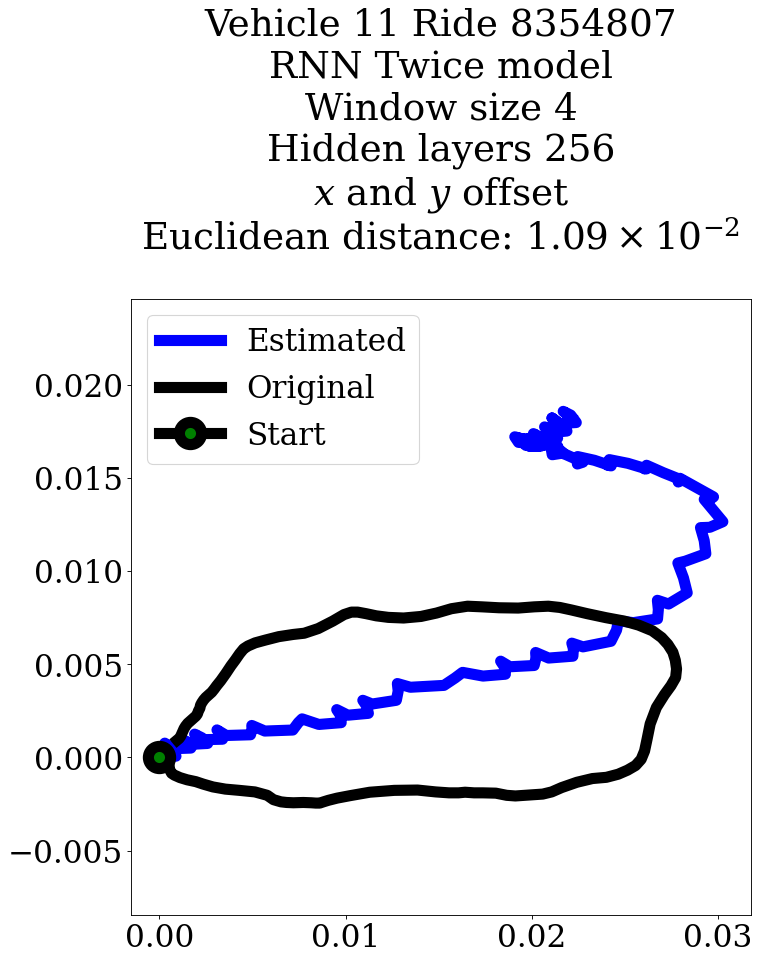 Vehicle 11 Ride 8354807
RNN Twice model
Window size 4
Hidden layers 256
x and y offset
Euclidean distance: 1.09 × 10⁻²
Estimated
Original
Start
0.020
0.015
0.010
0.005
0.000
−0.005
0.00 0.01 0.02 0.03